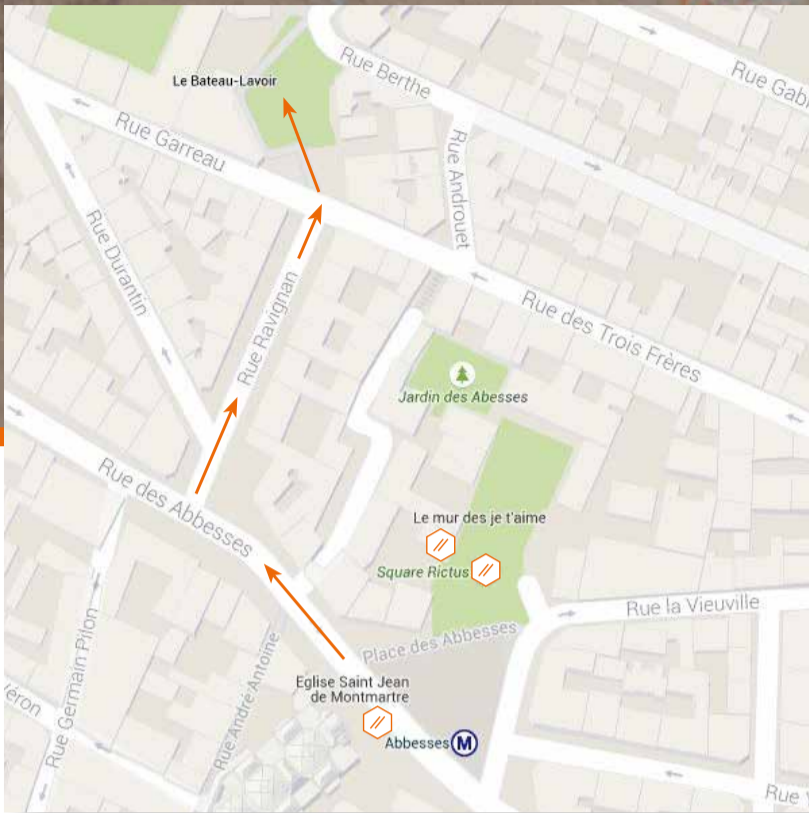 Le Bateau-Lavoir
Rue Berthe
Rue Gab
Rue Garreau
Rue Androuet
Rue Durantin
Rue Ravignan
Rue des Trois Frères
Jardin des Abesses
Rue des Abbesses
Le mur des je t'aime
Square Rictus
Rue la Vieuville
Place des Abbesses
Rue Germain Pilon
Rue André Antoine
Eglise Saint Jean
de Montmartre
éron
Abbesses M
Rue